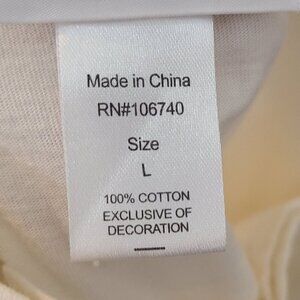 Made in China
RN#106740
Size
L
100% COTTON
EXCLUSIVE OF
DECORATION